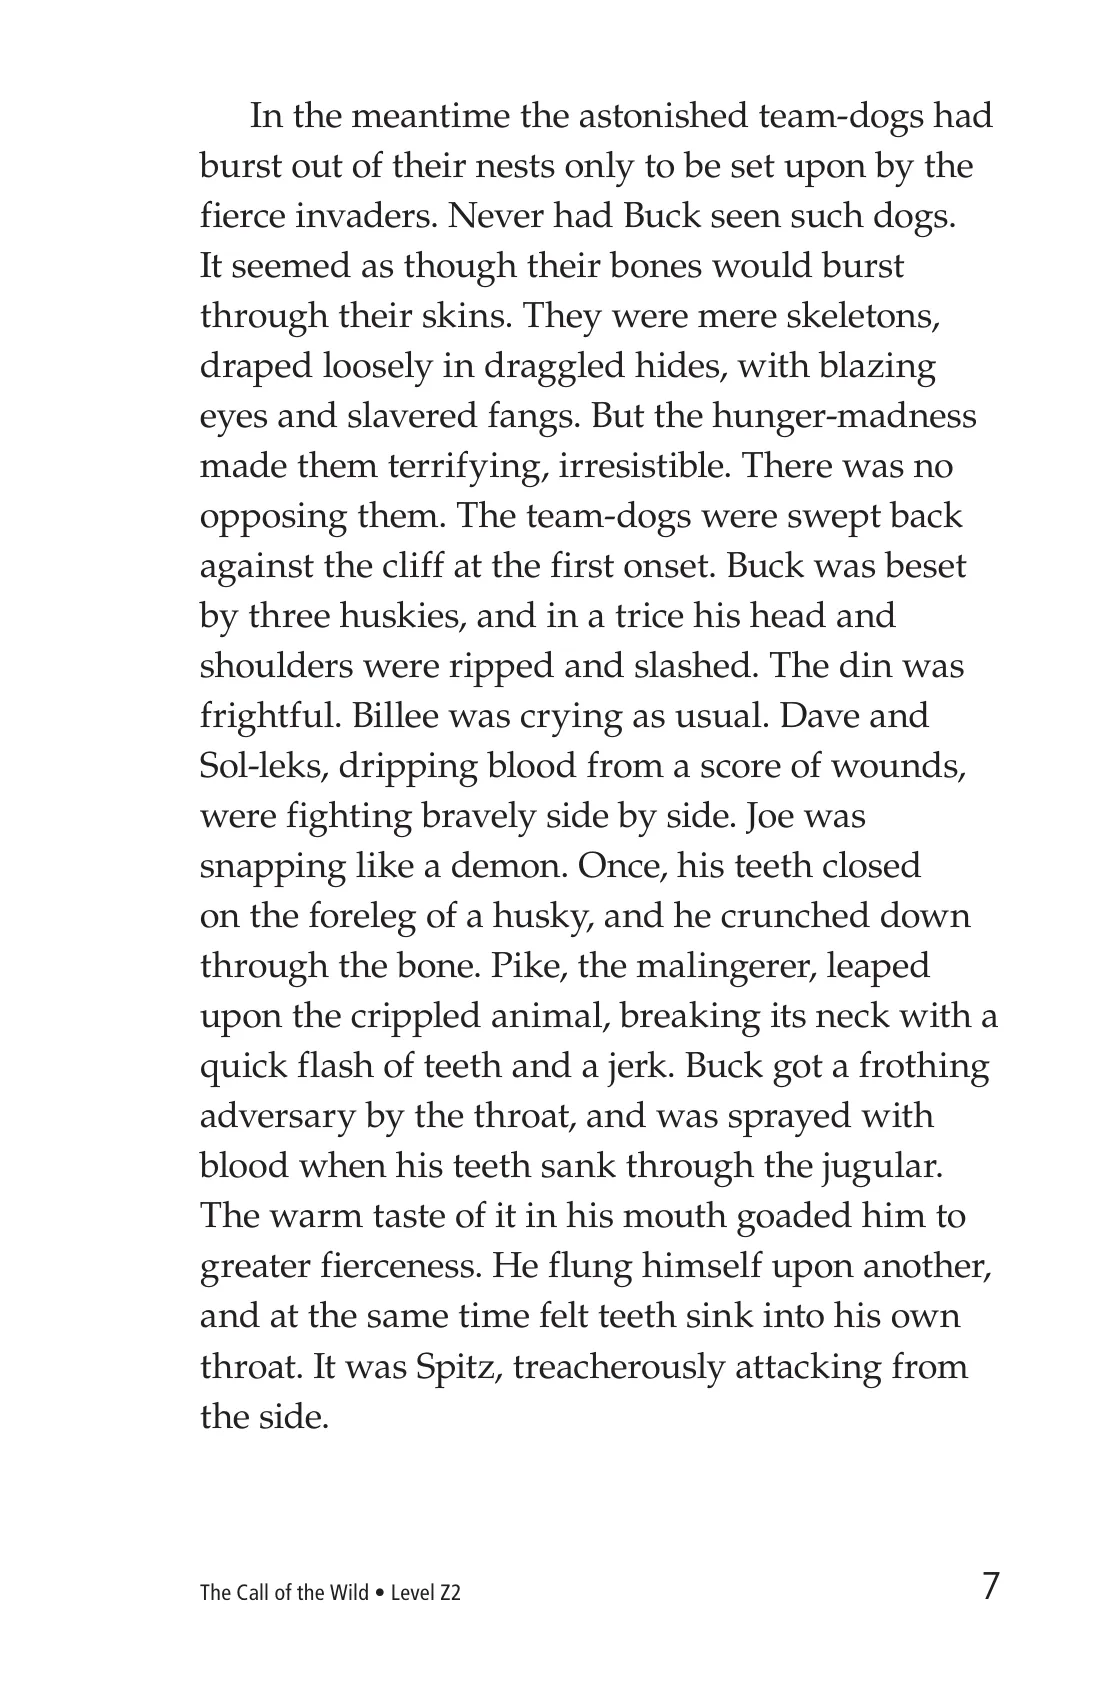 In the meantime the astonished team-dogs had
burst out of their nests only to be set upon by the
fierce invaders. Never had Buck seen such dogs.
It seemed as though their bones would burst
through their skins. They were mere skeletons,
draped loosely in draggled hides, with blazing
eyes and slavered fangs. But the hunger-madness
made them terrifying, irresistible. There was no
opposing them. The team-dogs were swept back
against the cliff at the first onset. Buck was beset
by three huskies, and in a trice his head and
shoulders were ripped and slashed. The din was
frightful. Billee was crying as usual. Dave and
Sol-leks, dripping blood from a score of wounds,
were fighting bravely side by side. Joe was
snapping like a demon. Once, his teeth closed
on the foreleg of a husky, and he crunched down
through the bone. Pike, the malingerer, leaped
upon the crippled animal, breaking its neck with a
quick flash of teeth and a jerk. Buck got a frothing
adversary by the throat, and was sprayed with
blood when his teeth sank through the jugular.
The warm taste of it in his mouth goaded him to
greater fierceness. He flung himself upon another,
and at the same time felt teeth sink into his own
throat. It was Spitz, treacherously attacking from
the side.
The Call of the Wild • Level Z2
7